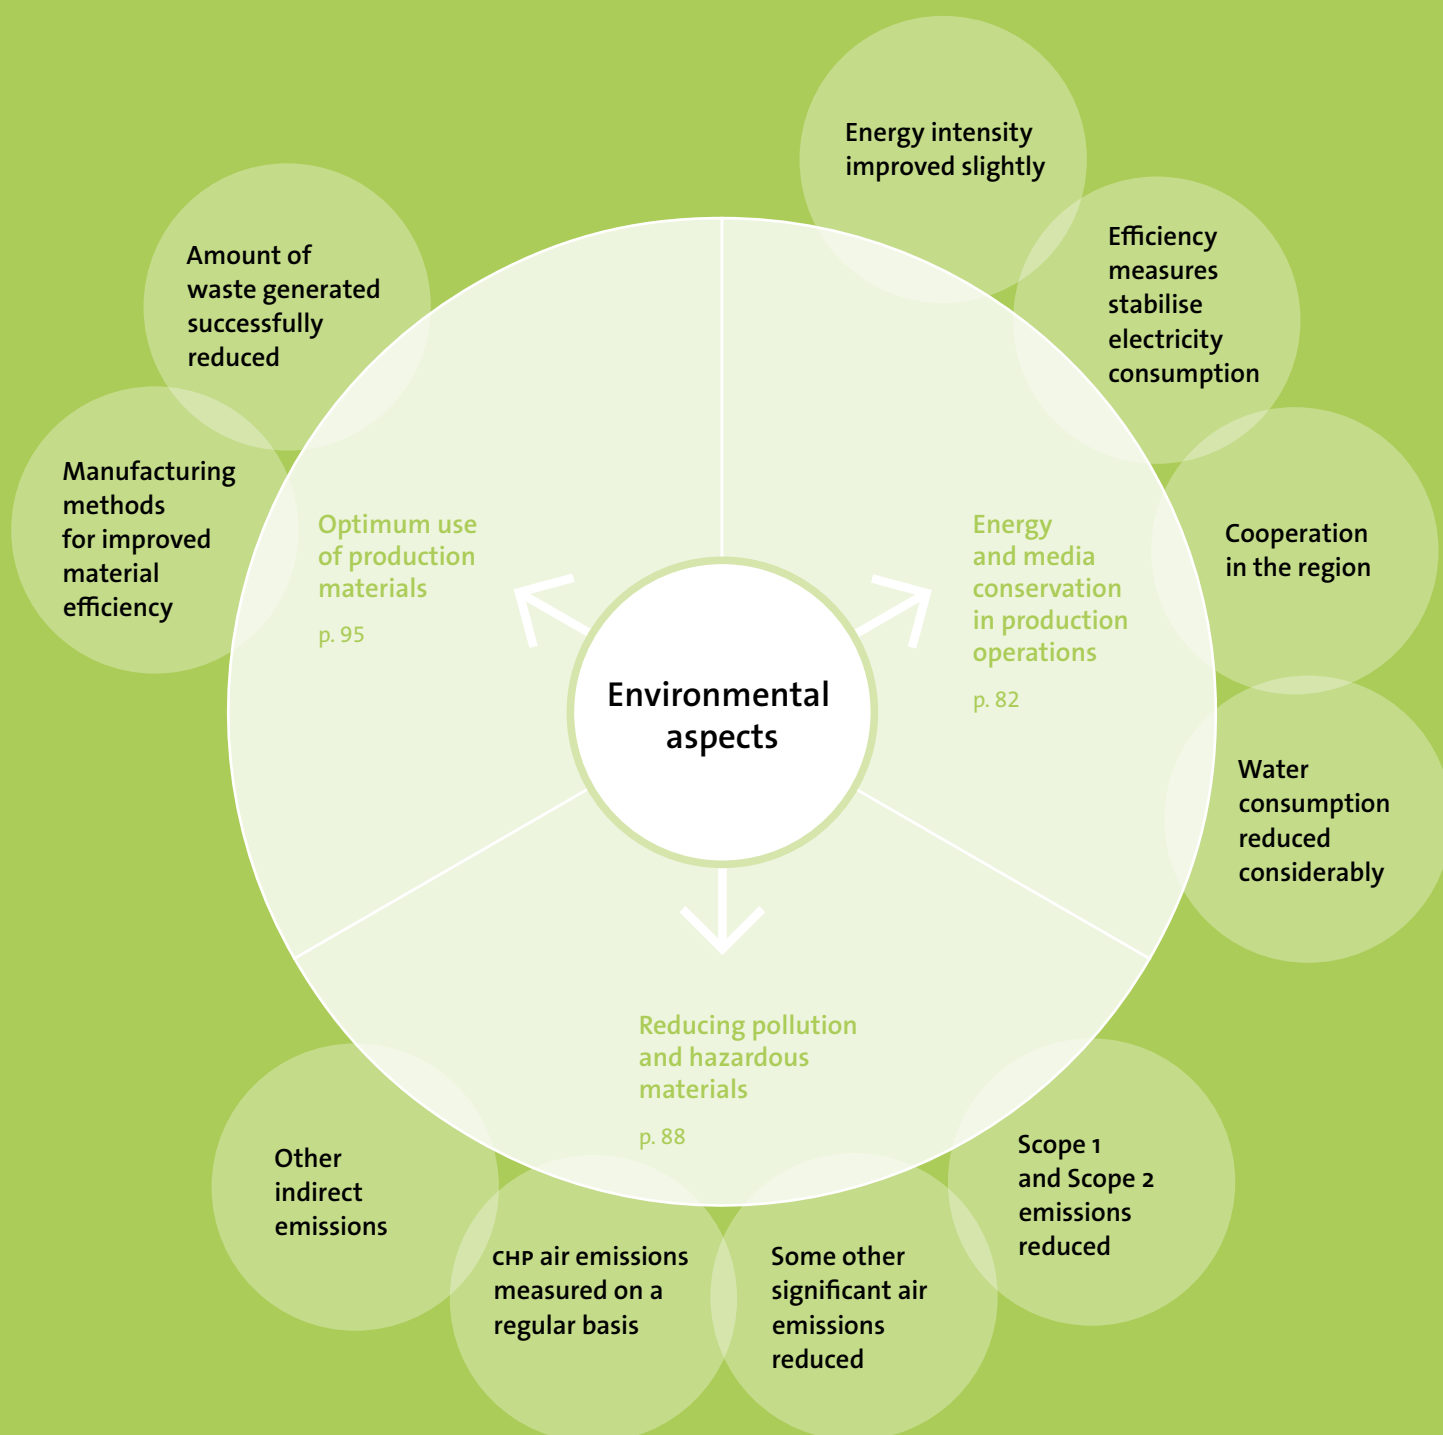 Energy intensity
improved slightly
Efficiency
measures
stabilise
electricity
consumption
Cooperation
in the region
Water
consumption
reduced
considerably
Amount of
waste generated
successfully
reduced
Manufacturing
methods
for improved
material
efficiency
Optimum use
of production
materials
p. 95
Energy
and media
conservation
in production
operations
p. 82
Environmental
aspects
Reducing pollution
and hazardous
materials
p. 88
Other
indirect
emissions
CHP air emissions
measured on a
regular basis
Some other
significant air
emissions
reduced
Scope 1
and Scope 2
emissions
reduced